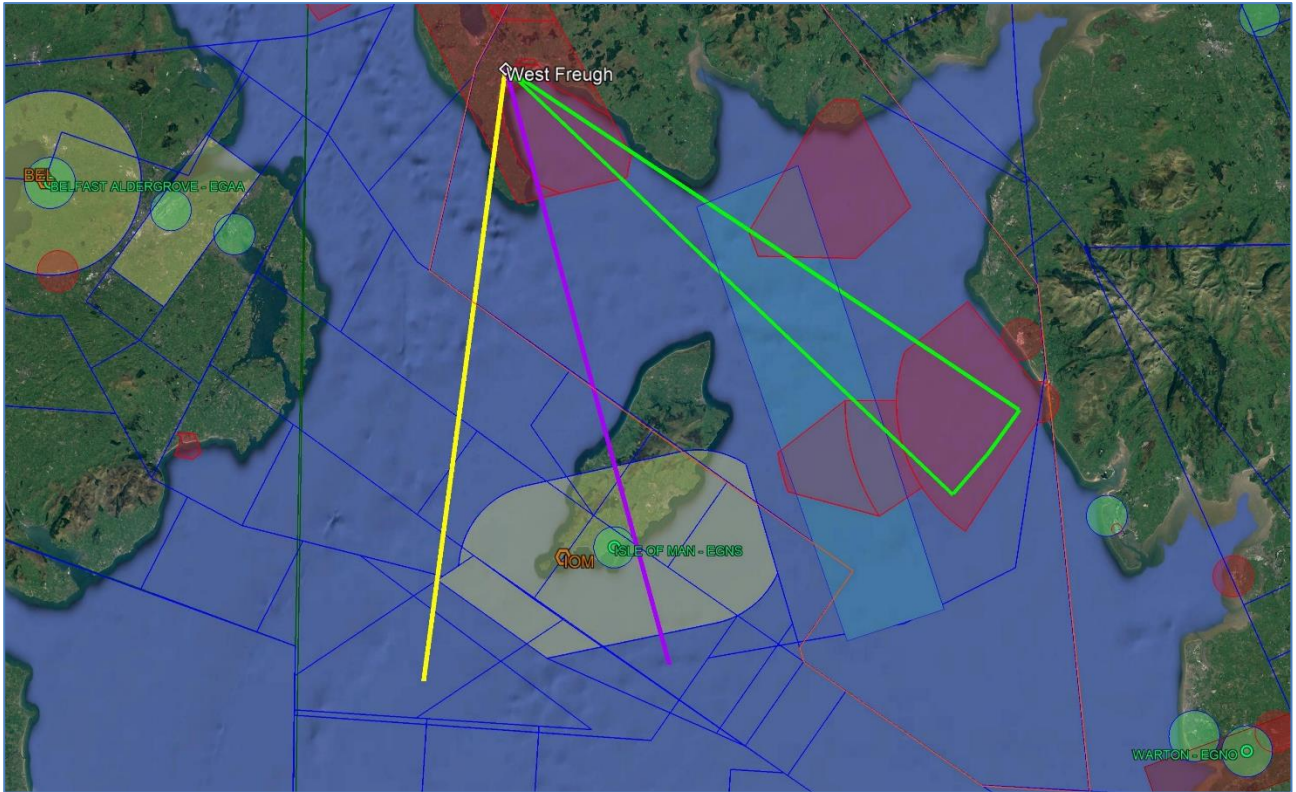 West Freugh
BEL
BELFAST ALDERGROVE - EGAA
ISLE OF MAN - EGNS
IOM
WARTON - EGNO